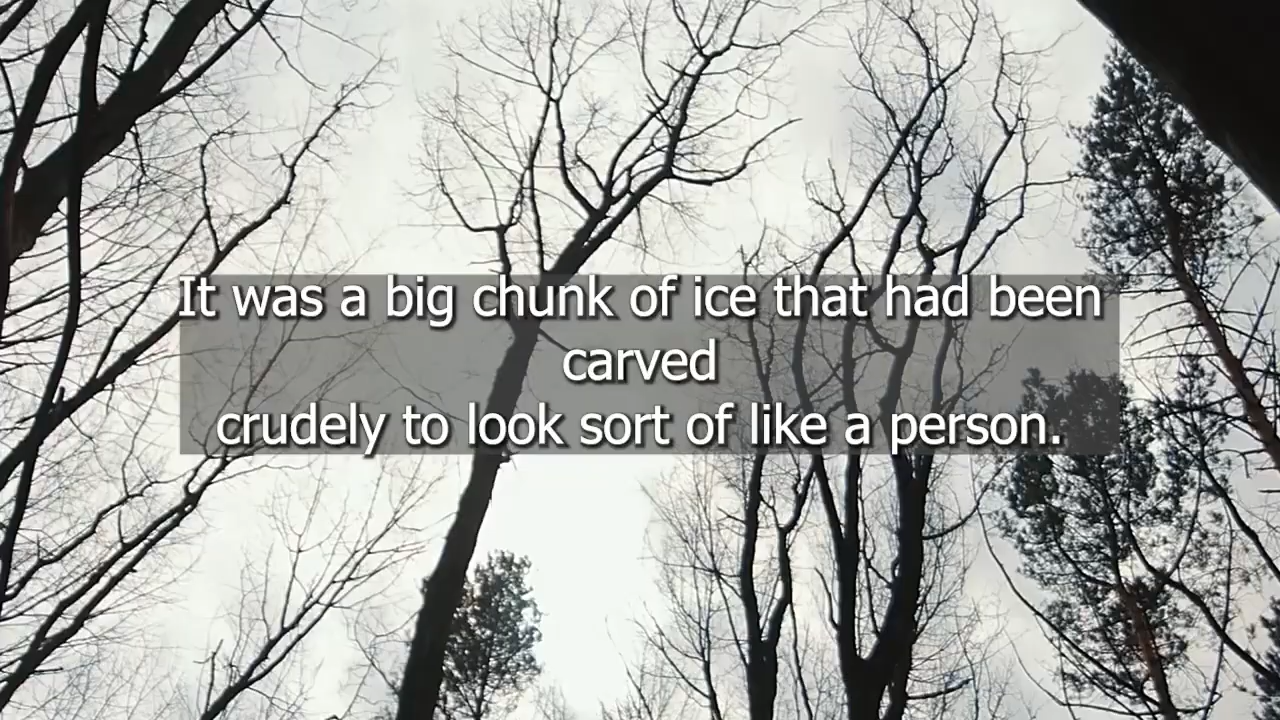 It was a big chunk of ice that had been
carved
crudely to look sort of like a person.